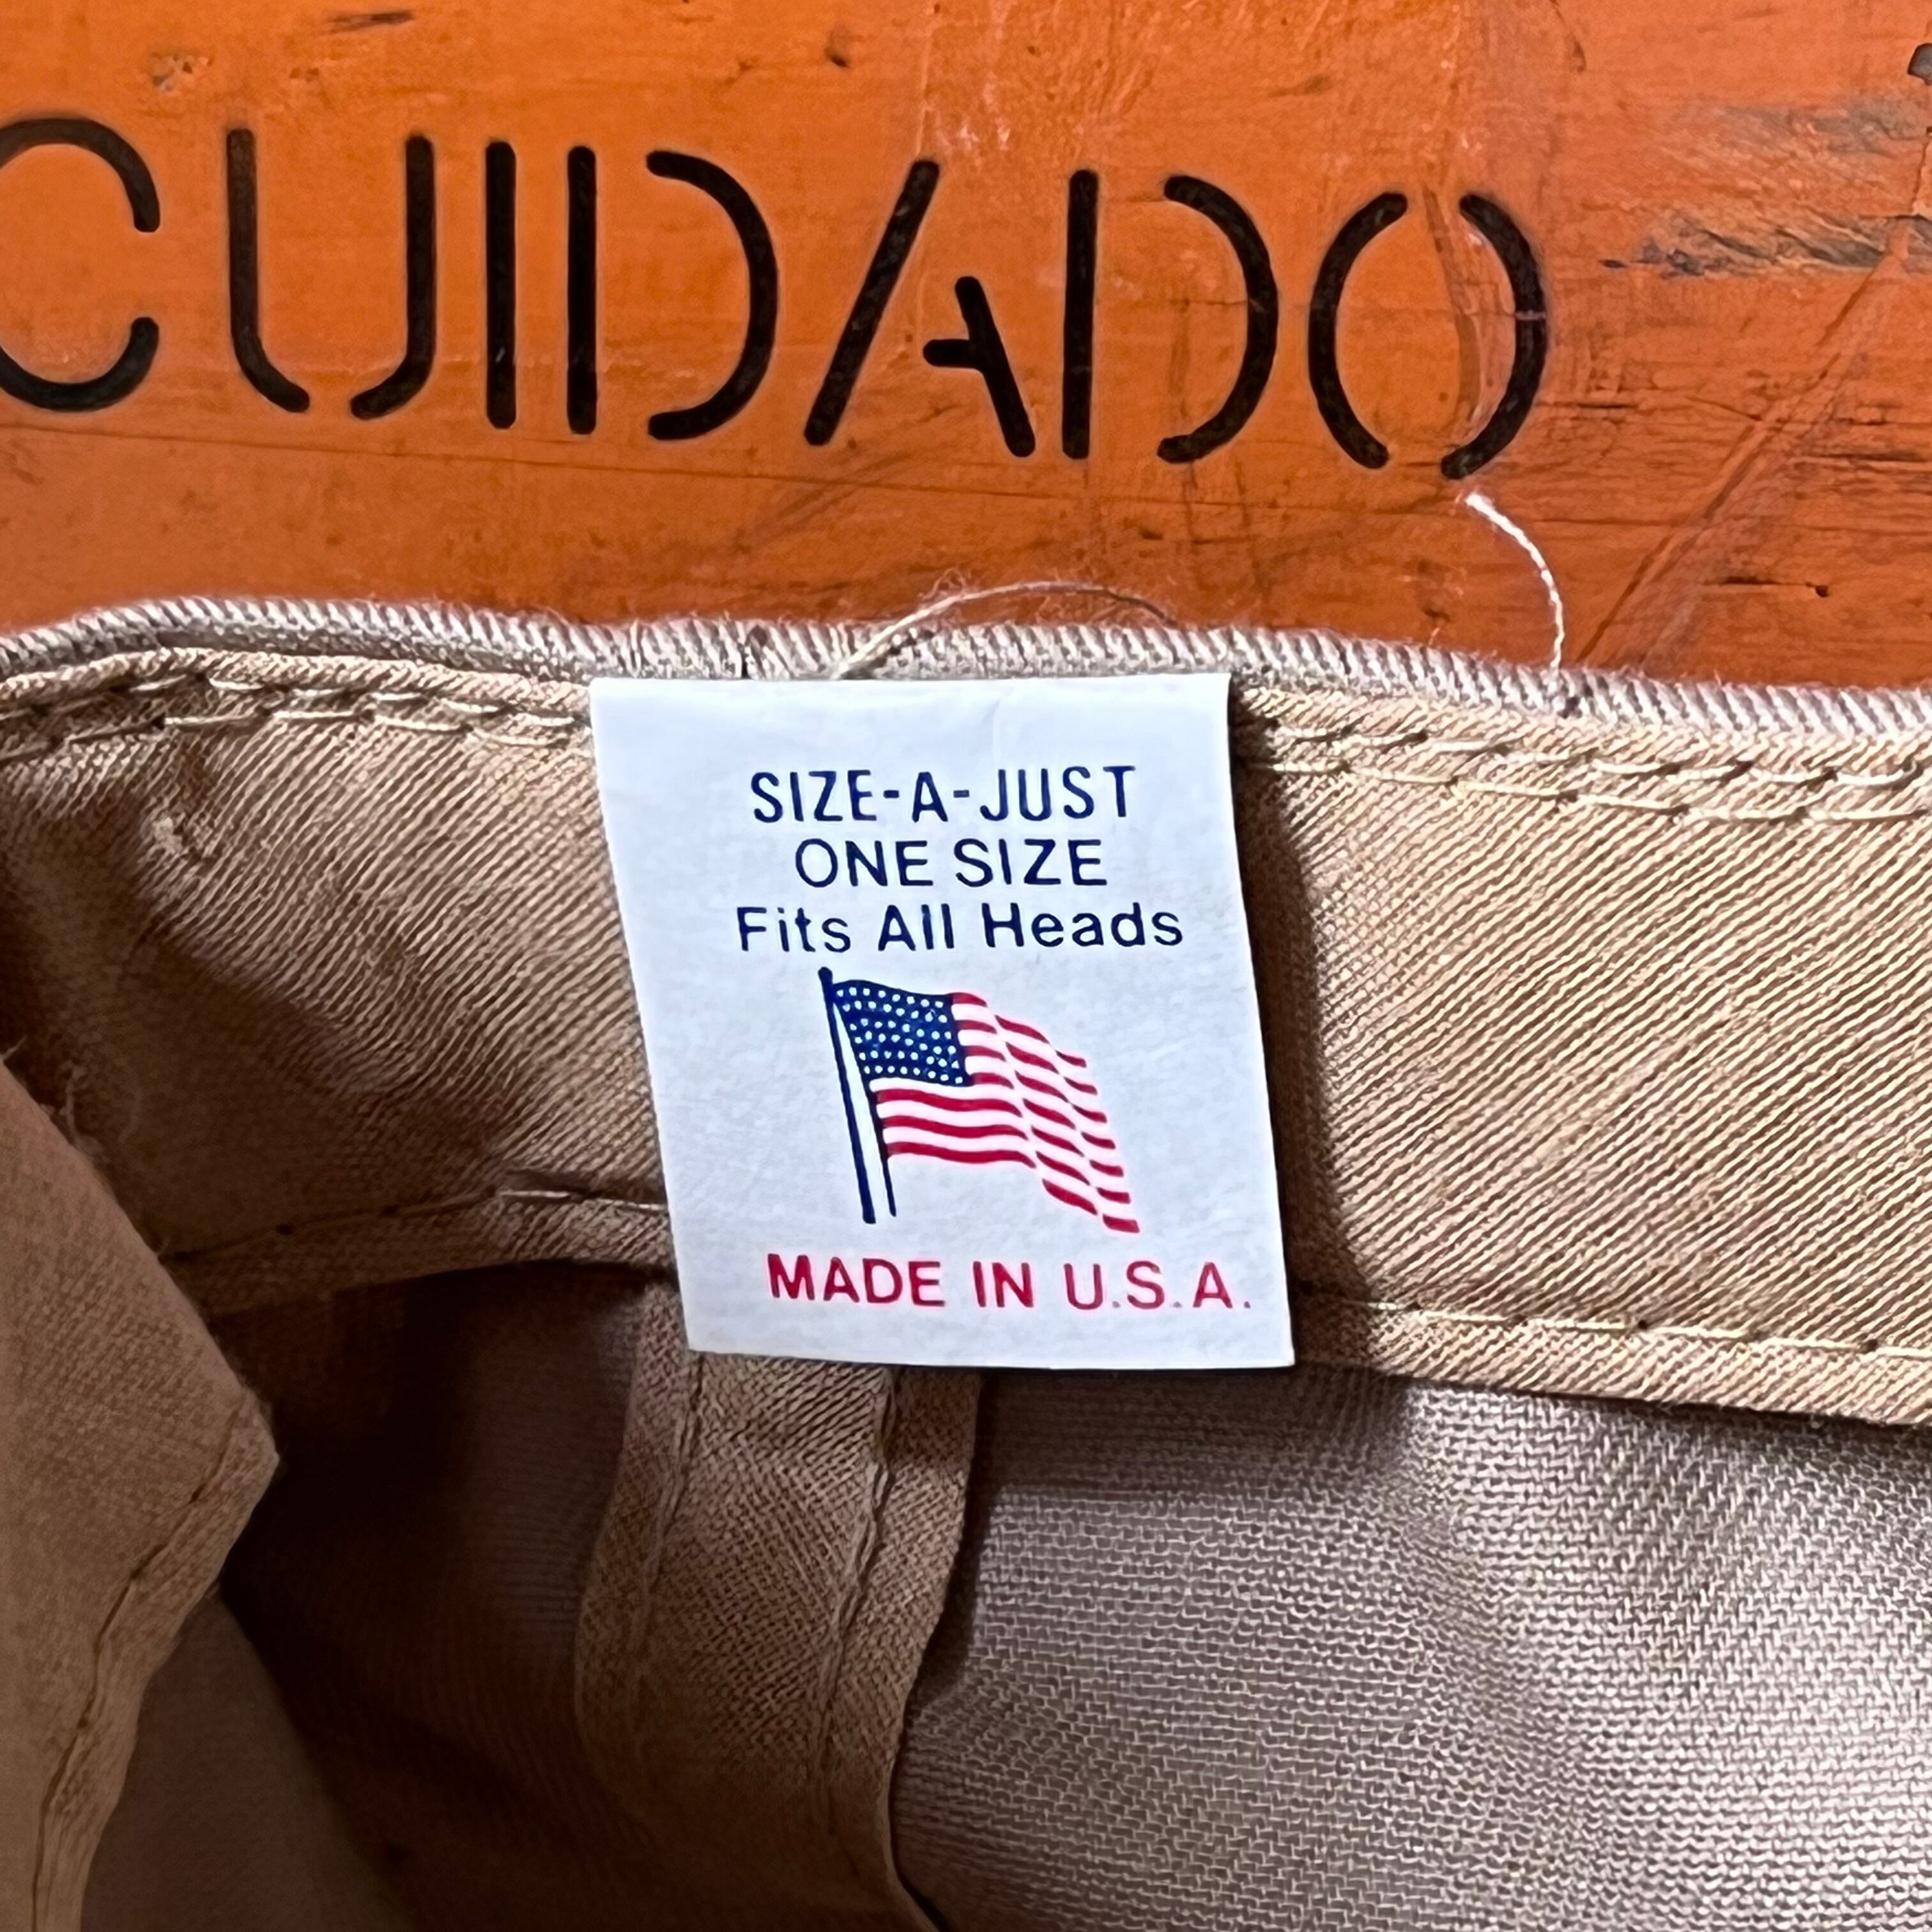 CUIDADO
SIZE-A-JUST
ONE SIZE
Fits All Heads
MADE IN U.S.A.